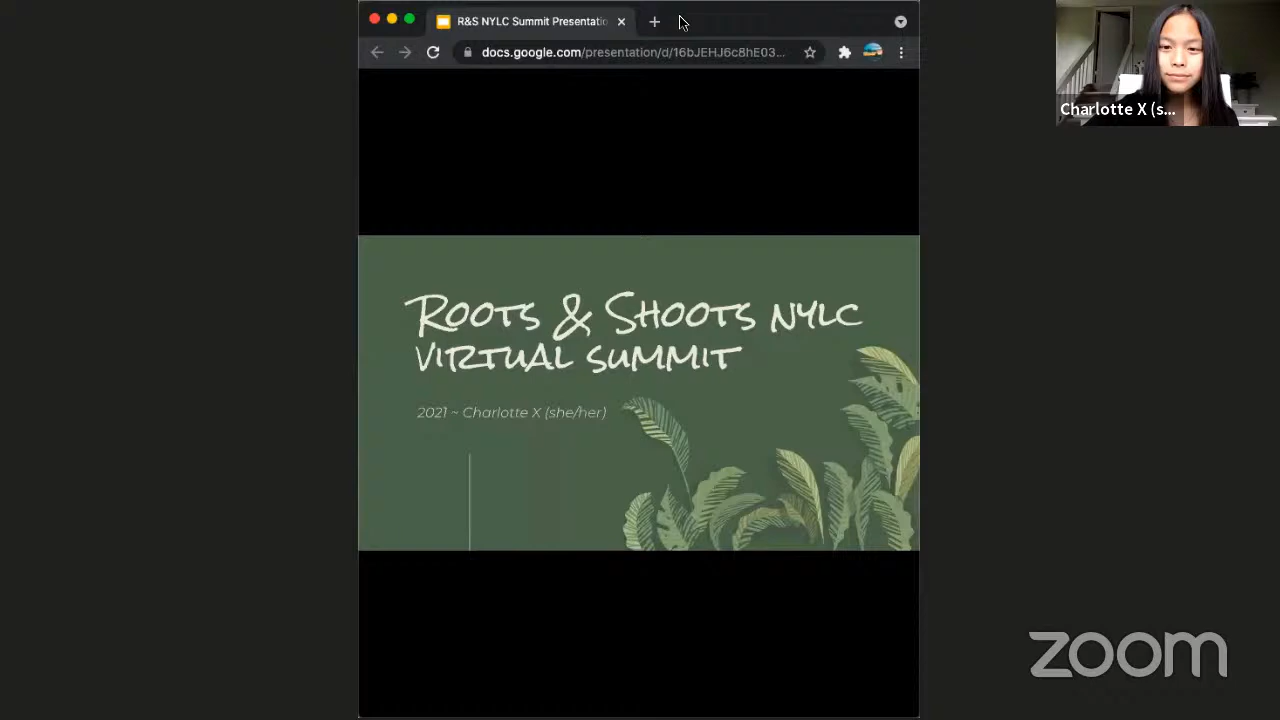 R&S NYLC Summit Presentatio
docs.google.com/presentation/d/16bJEHJ6c8hE03...
Charlotte X (s...
Roots & Shoots NYLC
Virtual Summit
2021 ~ Charlotte X (she/her)
zoom